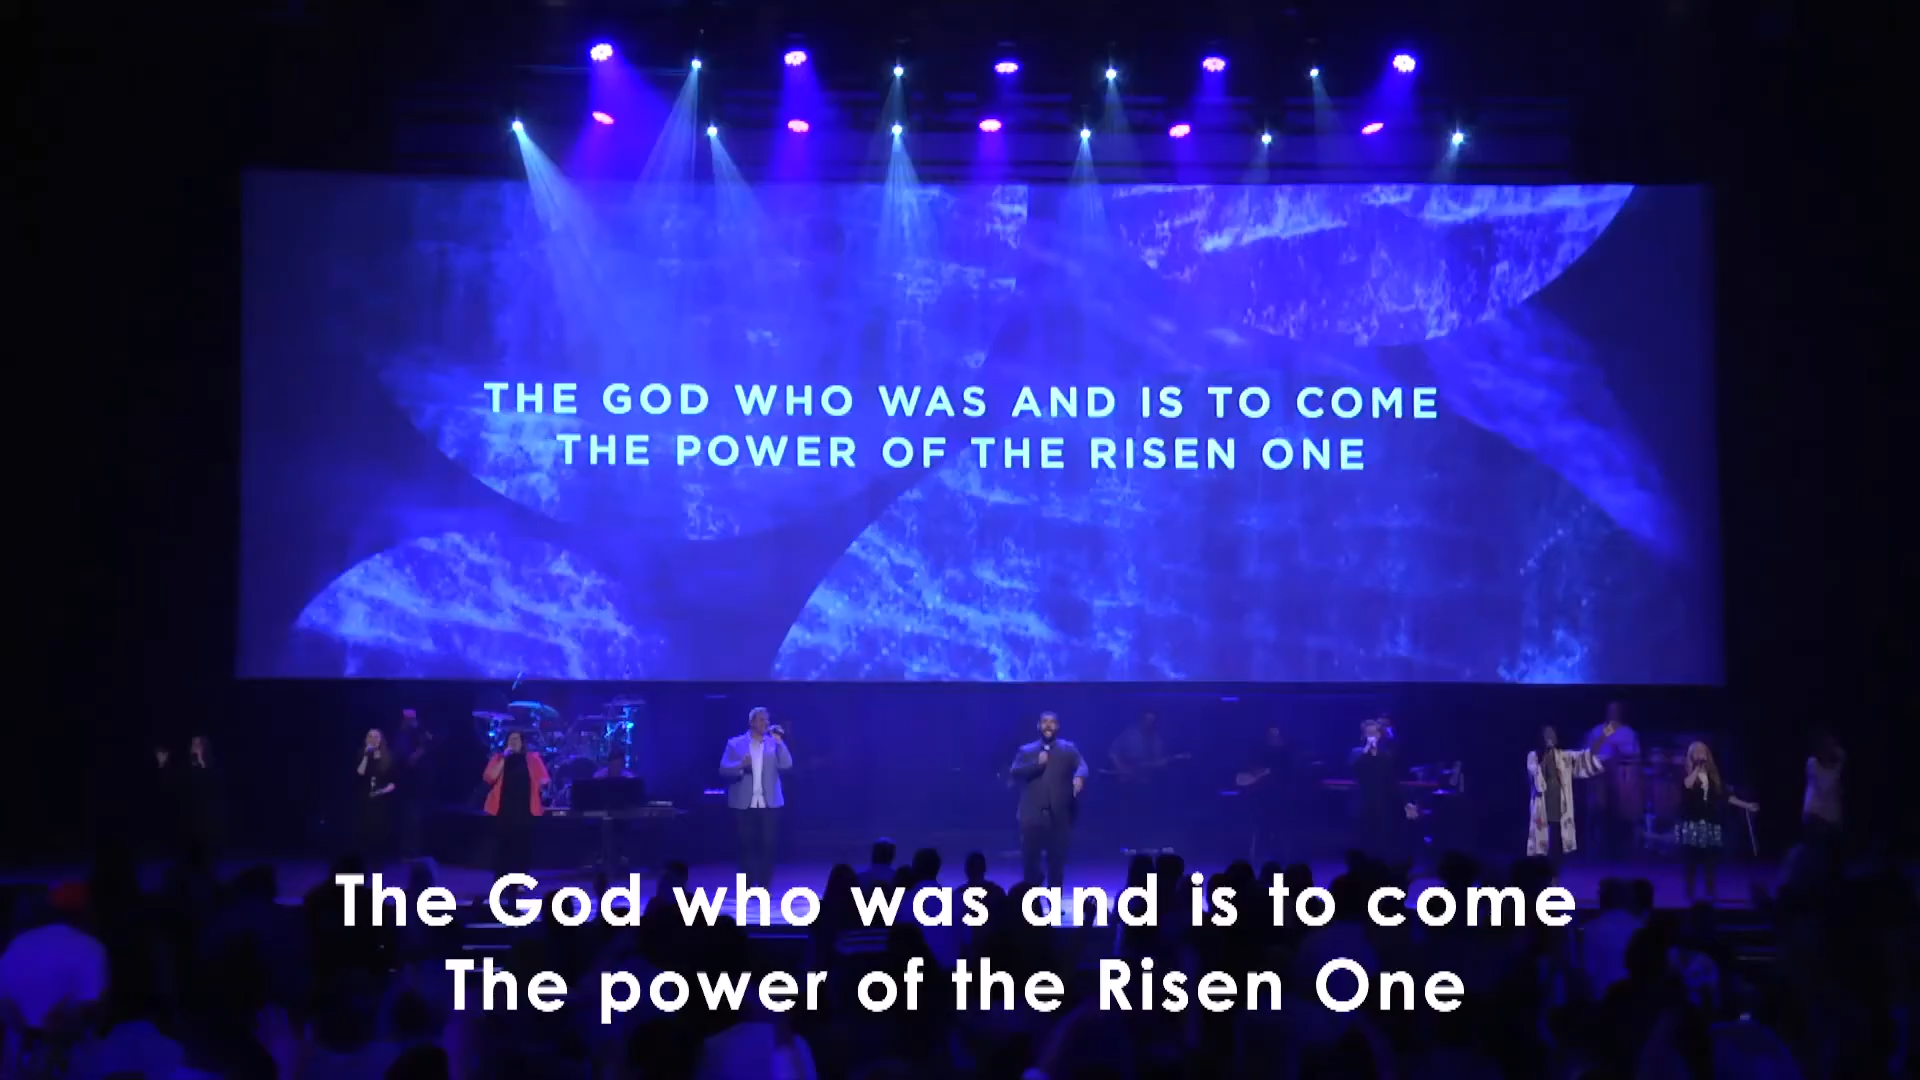 THE GOD WHO WAS AND IS TO COME
THE POWER OF THE RISEN ONE
The God who was and is to come
The power of the Risen One